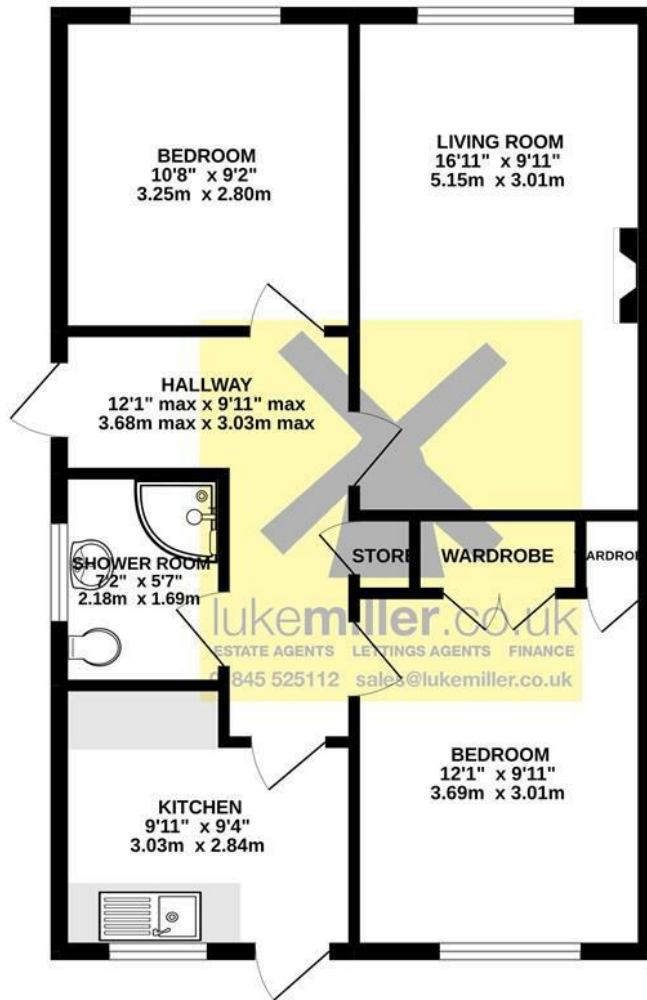 BEDROOM
10'8" x 9'2"
3.25m x 2.80m
LIVING ROOM
16'11" x 9'11"
5.15m x 3.01m
HALLWAY
12'1" max x 9'11" max
3.68m max x 3.03m max
SHOWER ROOM
7'2" x 5'7"
2.18m x 1.69m
STORE
WARDROBE
WARDROBE
lukemiller.co.uk
ESTATE AGENTS LETTINGS AGENTS FINANCE
01845 525112 sales@lukemiller.co.uk
BEDROOM
12'1" x 9'11"
3.69m x 3.01m
KITCHEN
9'11" x 9'4"
3.03m x 2.84m